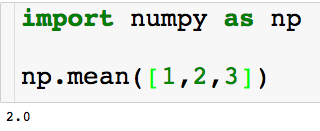 import numpy as np
np.mean([1,2,3])
2.0